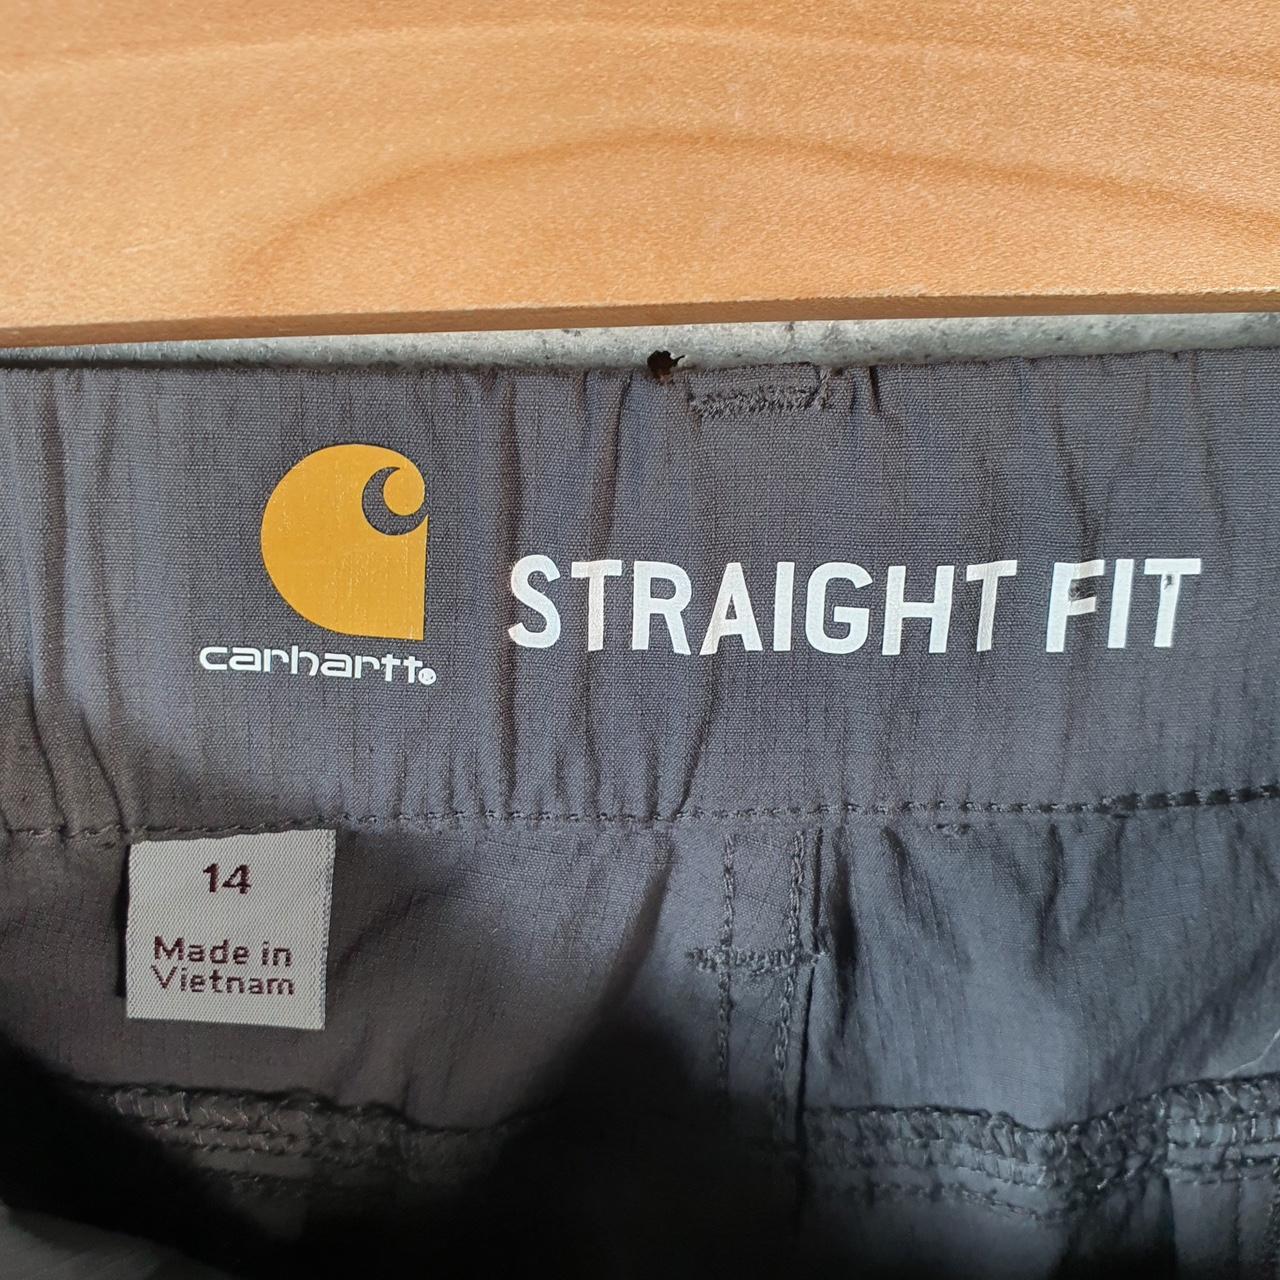 carhartt®
STRAIGHT FIT
14
Made in
Vietnam